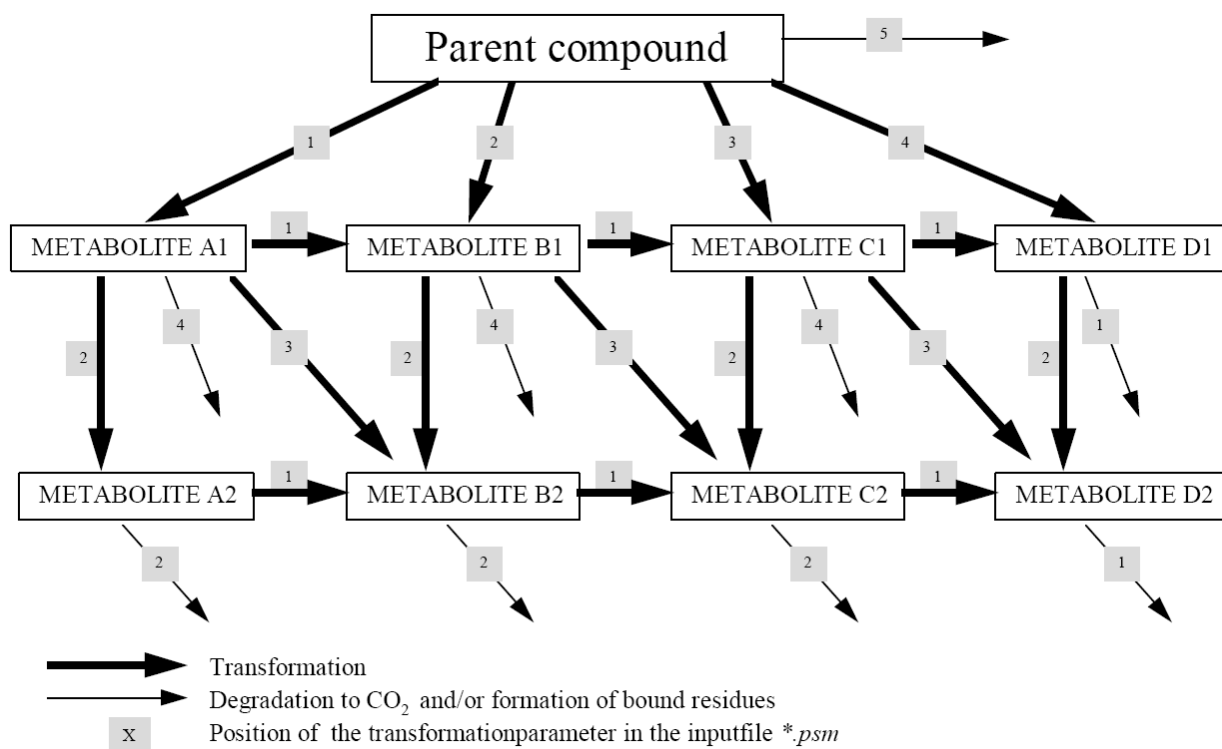 Parent compound
5
1
2
3
4
METABOLITE A1
1
METABOLITE B1
1
METABOLITE C1
1
METABOLITE D1
4
4
4
1
2
3
2
3
2
3
2
METABOLITE A2
1
METABOLITE B2
1
METABOLITE C2
1
METABOLITE D2
2
2
2
1
Transformation
Degradation to CO₂ and/or formation of bound residues
X
Position of the transformationparameter in the inputfile *.psm